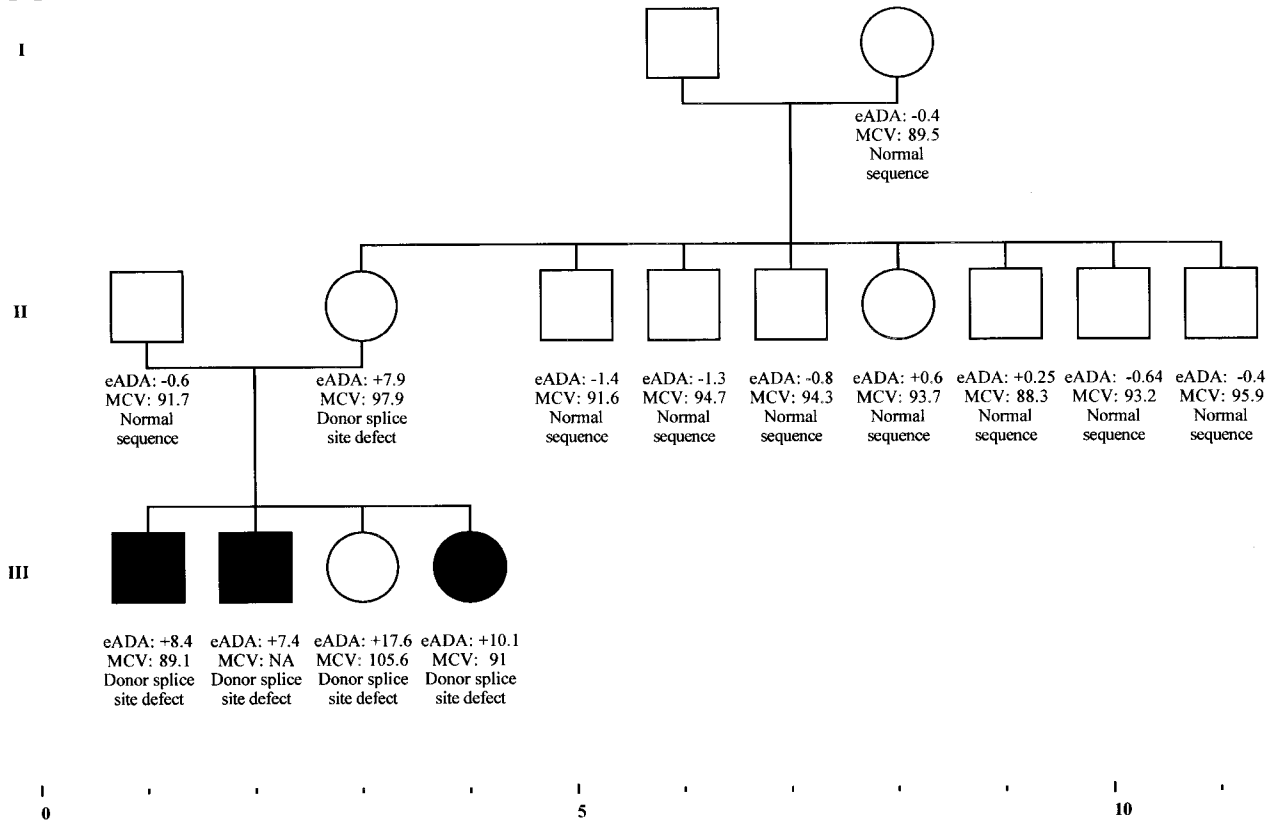 I
eADA: -0.4
MCV: 89.5
Normal
sequence
II
eADA: -0.6
MCV: 91.7
Normal
sequence
eADA: +7.9
MCV: 97.9
Donor splice
site defect
eADA: -1.4
MCV: 91.6
Normal
sequence
eADA: -1.3
MCV: 94.7
Normal
sequence
eADA: -0.8
MCV: 94.3
Normal
sequence
eADA: +0.6
MCV: 93.7
Normal
sequence
eADA: +0.25
MCV: 88.3
Normal
sequence
eADA: -0.64
MCV: 93.2
Normal
sequence
eADA: -0.4
MCV: 95.9
Normal
sequence
III
eADA: +8.4
MCV: 89.1
Donor splice
site defect
eADA: +7.4
MCV: NA
Donor splice
site defect
eADA: +17.6
MCV: 105.6
Donor splice
site defect
eADA: +10.1
MCV: 91
Donor splice
site defect
0
5
10